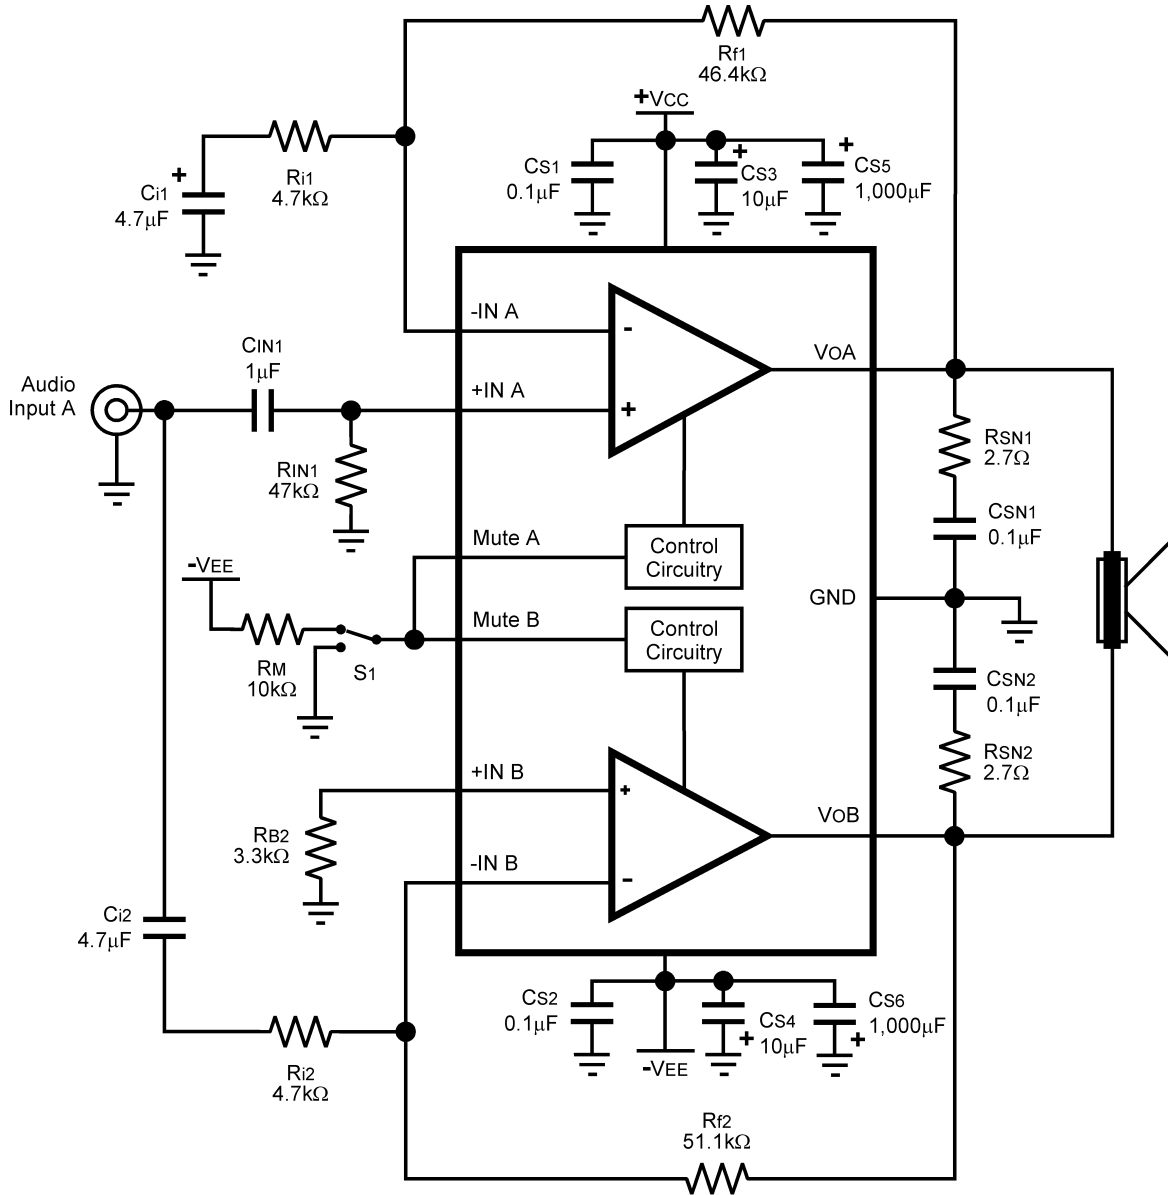 Rf1
46.4kΩ
+VCC
Ri1
4.7kΩ
+
Ci1
4.7µF
CS1
0.1µF
+
CS3
10µF
+
CS5
1,000µF
-IN A
-
VOA
CIN1
1µF
Audio
Input A
+IN A
+
RIN1
47kΩ
RSN1
2.7Ω
CSN1
0.1µF
Mute A
Control
Circuitry
-VEE
GND
Mute B
Control
Circuitry
RM
10kΩ
S1
CSN2
0.1µF
RSN2
2.7Ω
+IN B
+
VOB
RB2
3.3kΩ
-IN B
-
Ci2
4.7µF
CS2
0.1µF
CS4
+
10µF
CS6
1,000µF
+
-VEE
Ri2
4.7kΩ
Rf2
51.1kΩ